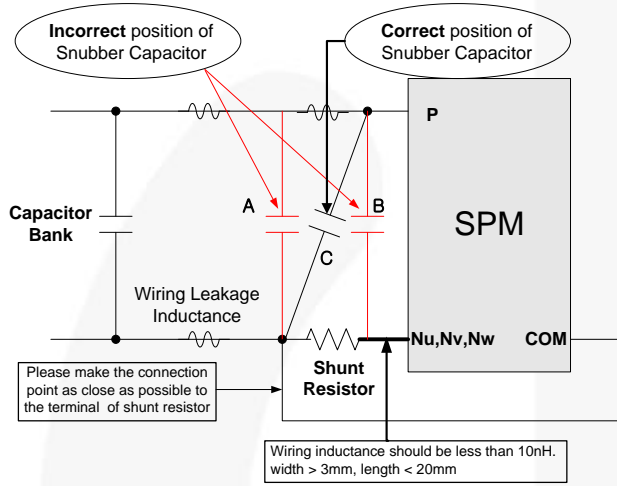 Incorrect position of
Snubber Capacitor
Correct position of
Snubber Capacitor
P
A
B
C
Capacitor
Bank
SPM
Wiring Leakage
Inductance
Nu,Nv,Nw
COM
Shunt
Resistor
Please make the connection
point as close as possible to
the terminal of shunt resistor
Wiring inductance should be less than 10nH.
width > 3mm, length < 20mm